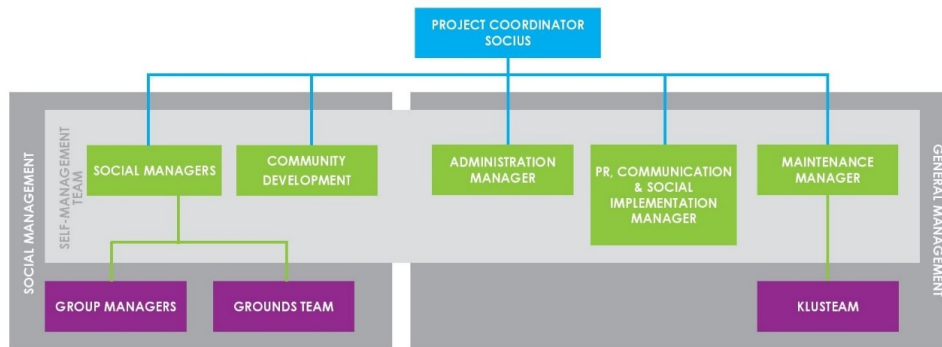 PROJECT COORDINATOR
SOCIUS
SOCIAL MANAGEMENT
SELF-MANAGEMENT
TEAM
SOCIAL MANAGERS
COMMUNITY
DEVELOPMENT
ADMINISTRATION
MANAGER
PR, COMMUNICATION
& SOCIAL
IMPLEMENTATION
MANAGER
MAINTENANCE
MANAGER
GENERAL MANAGEMENT
GROUP MANAGERS
GROUNDS TEAM
KLUSTEAM